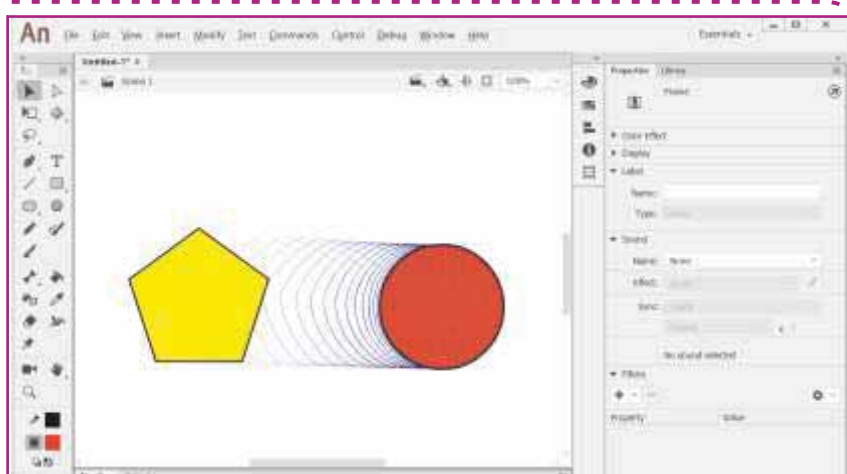 An File Edit View Insert Modify Text Commands Control Debug Window Help Essentials
Untitled-1* x
Scene 1
Properties Library
Frame
Color Effect
Display
Label
Name:
Type:
Sound
Name: None
Effect:
Sync:
No sound selected
Filters
Property Value